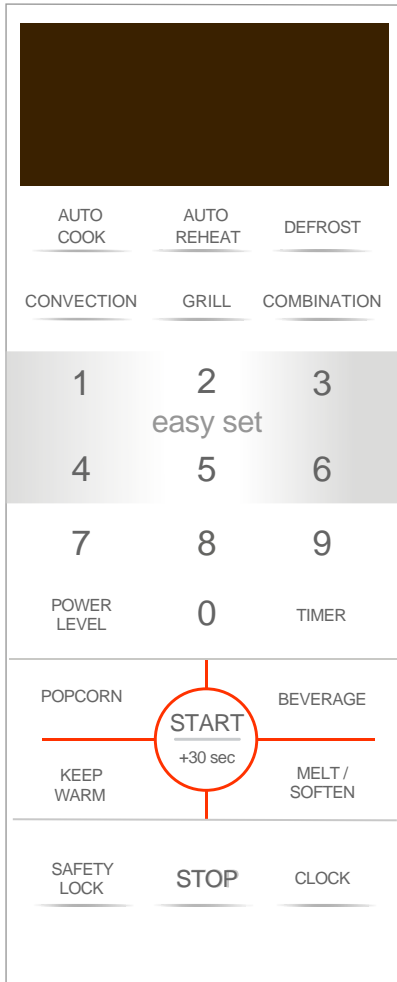 AUTO AUTO DEFROST
COOK REHEAT
CONVECTION GRILL COMBINATION
1 2 3
easy set
4 5 6
7 8 9
POWER 0 TIMER
LEVEL
POPCORN BEVERAGE
START
+30 sec
KEEP MELT /
WARM SOFTEN
SAFETY STOP CLOCK
LOCK